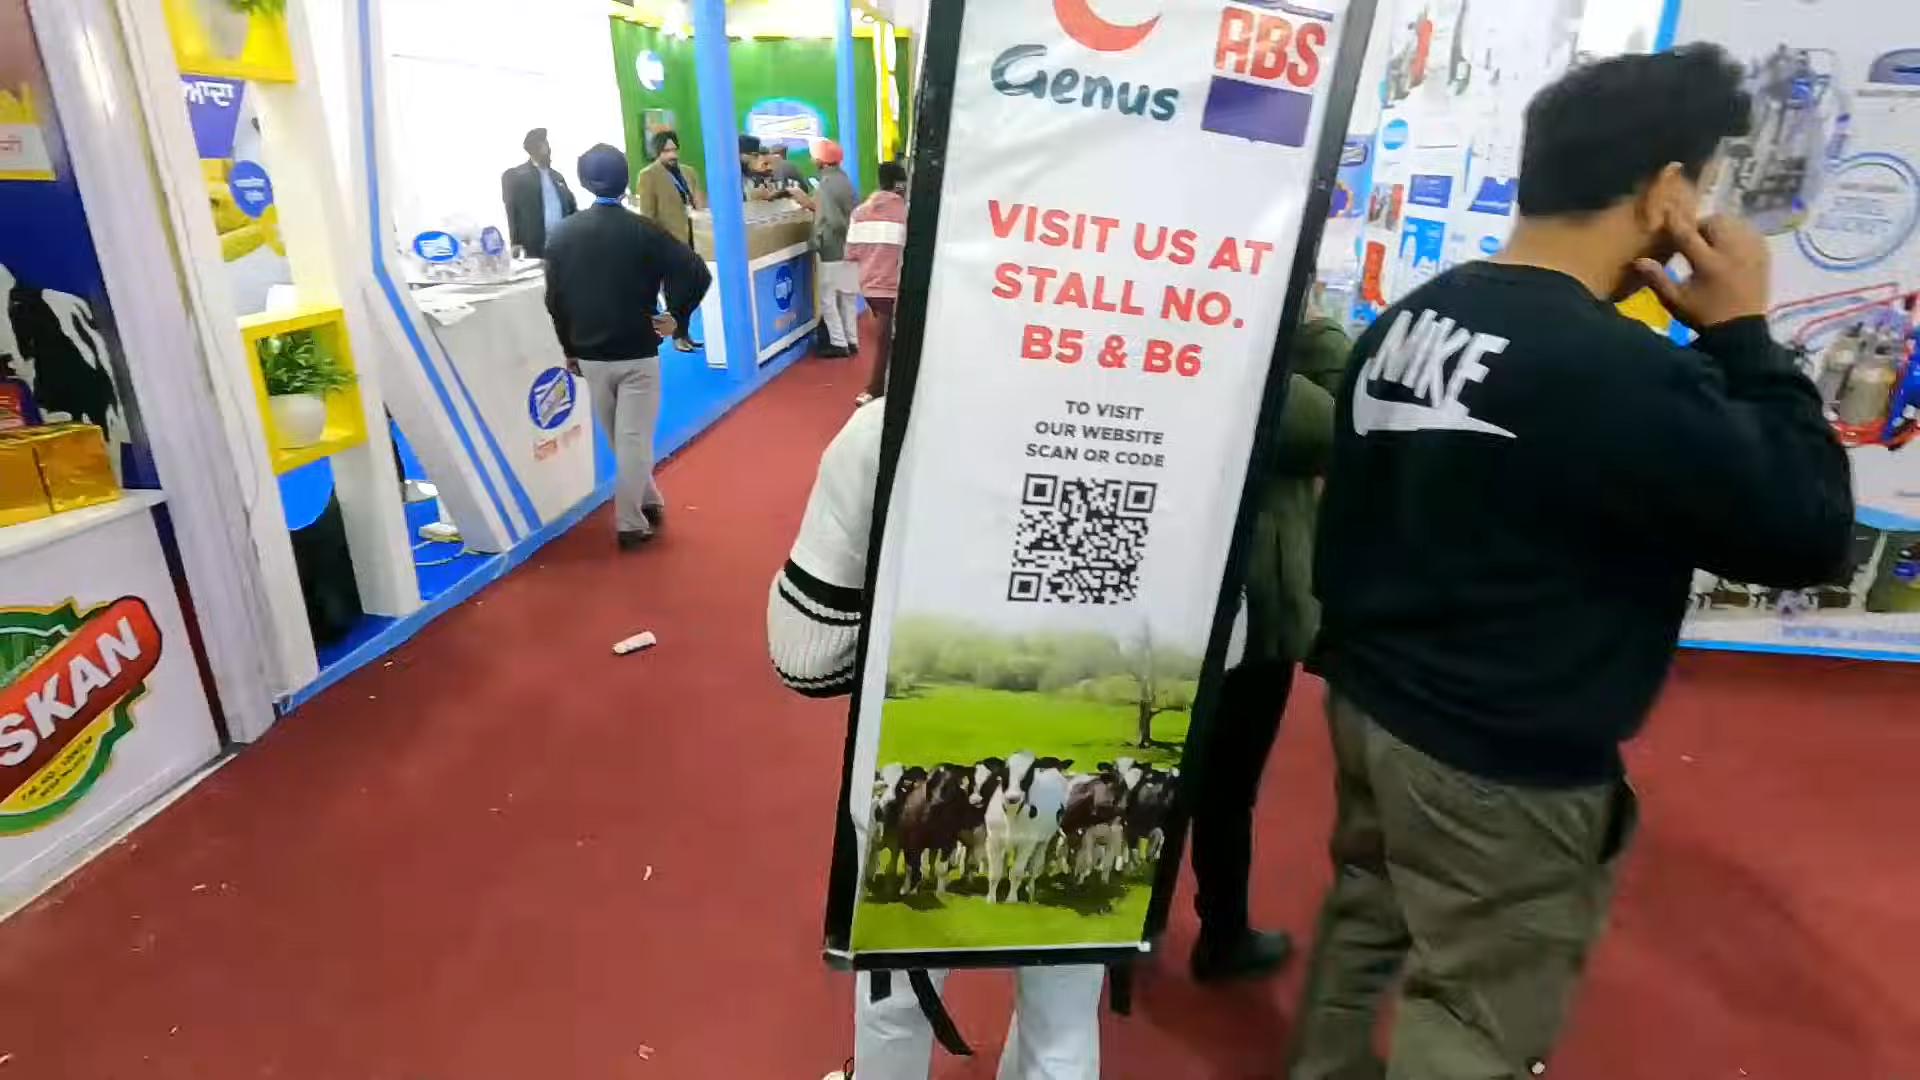 Genus
ABS
VISIT US AT
STALL NO.
B5 & B6
TO VISIT
OUR WEBSITE
SCAN QR CODE
NIKE
SKAN